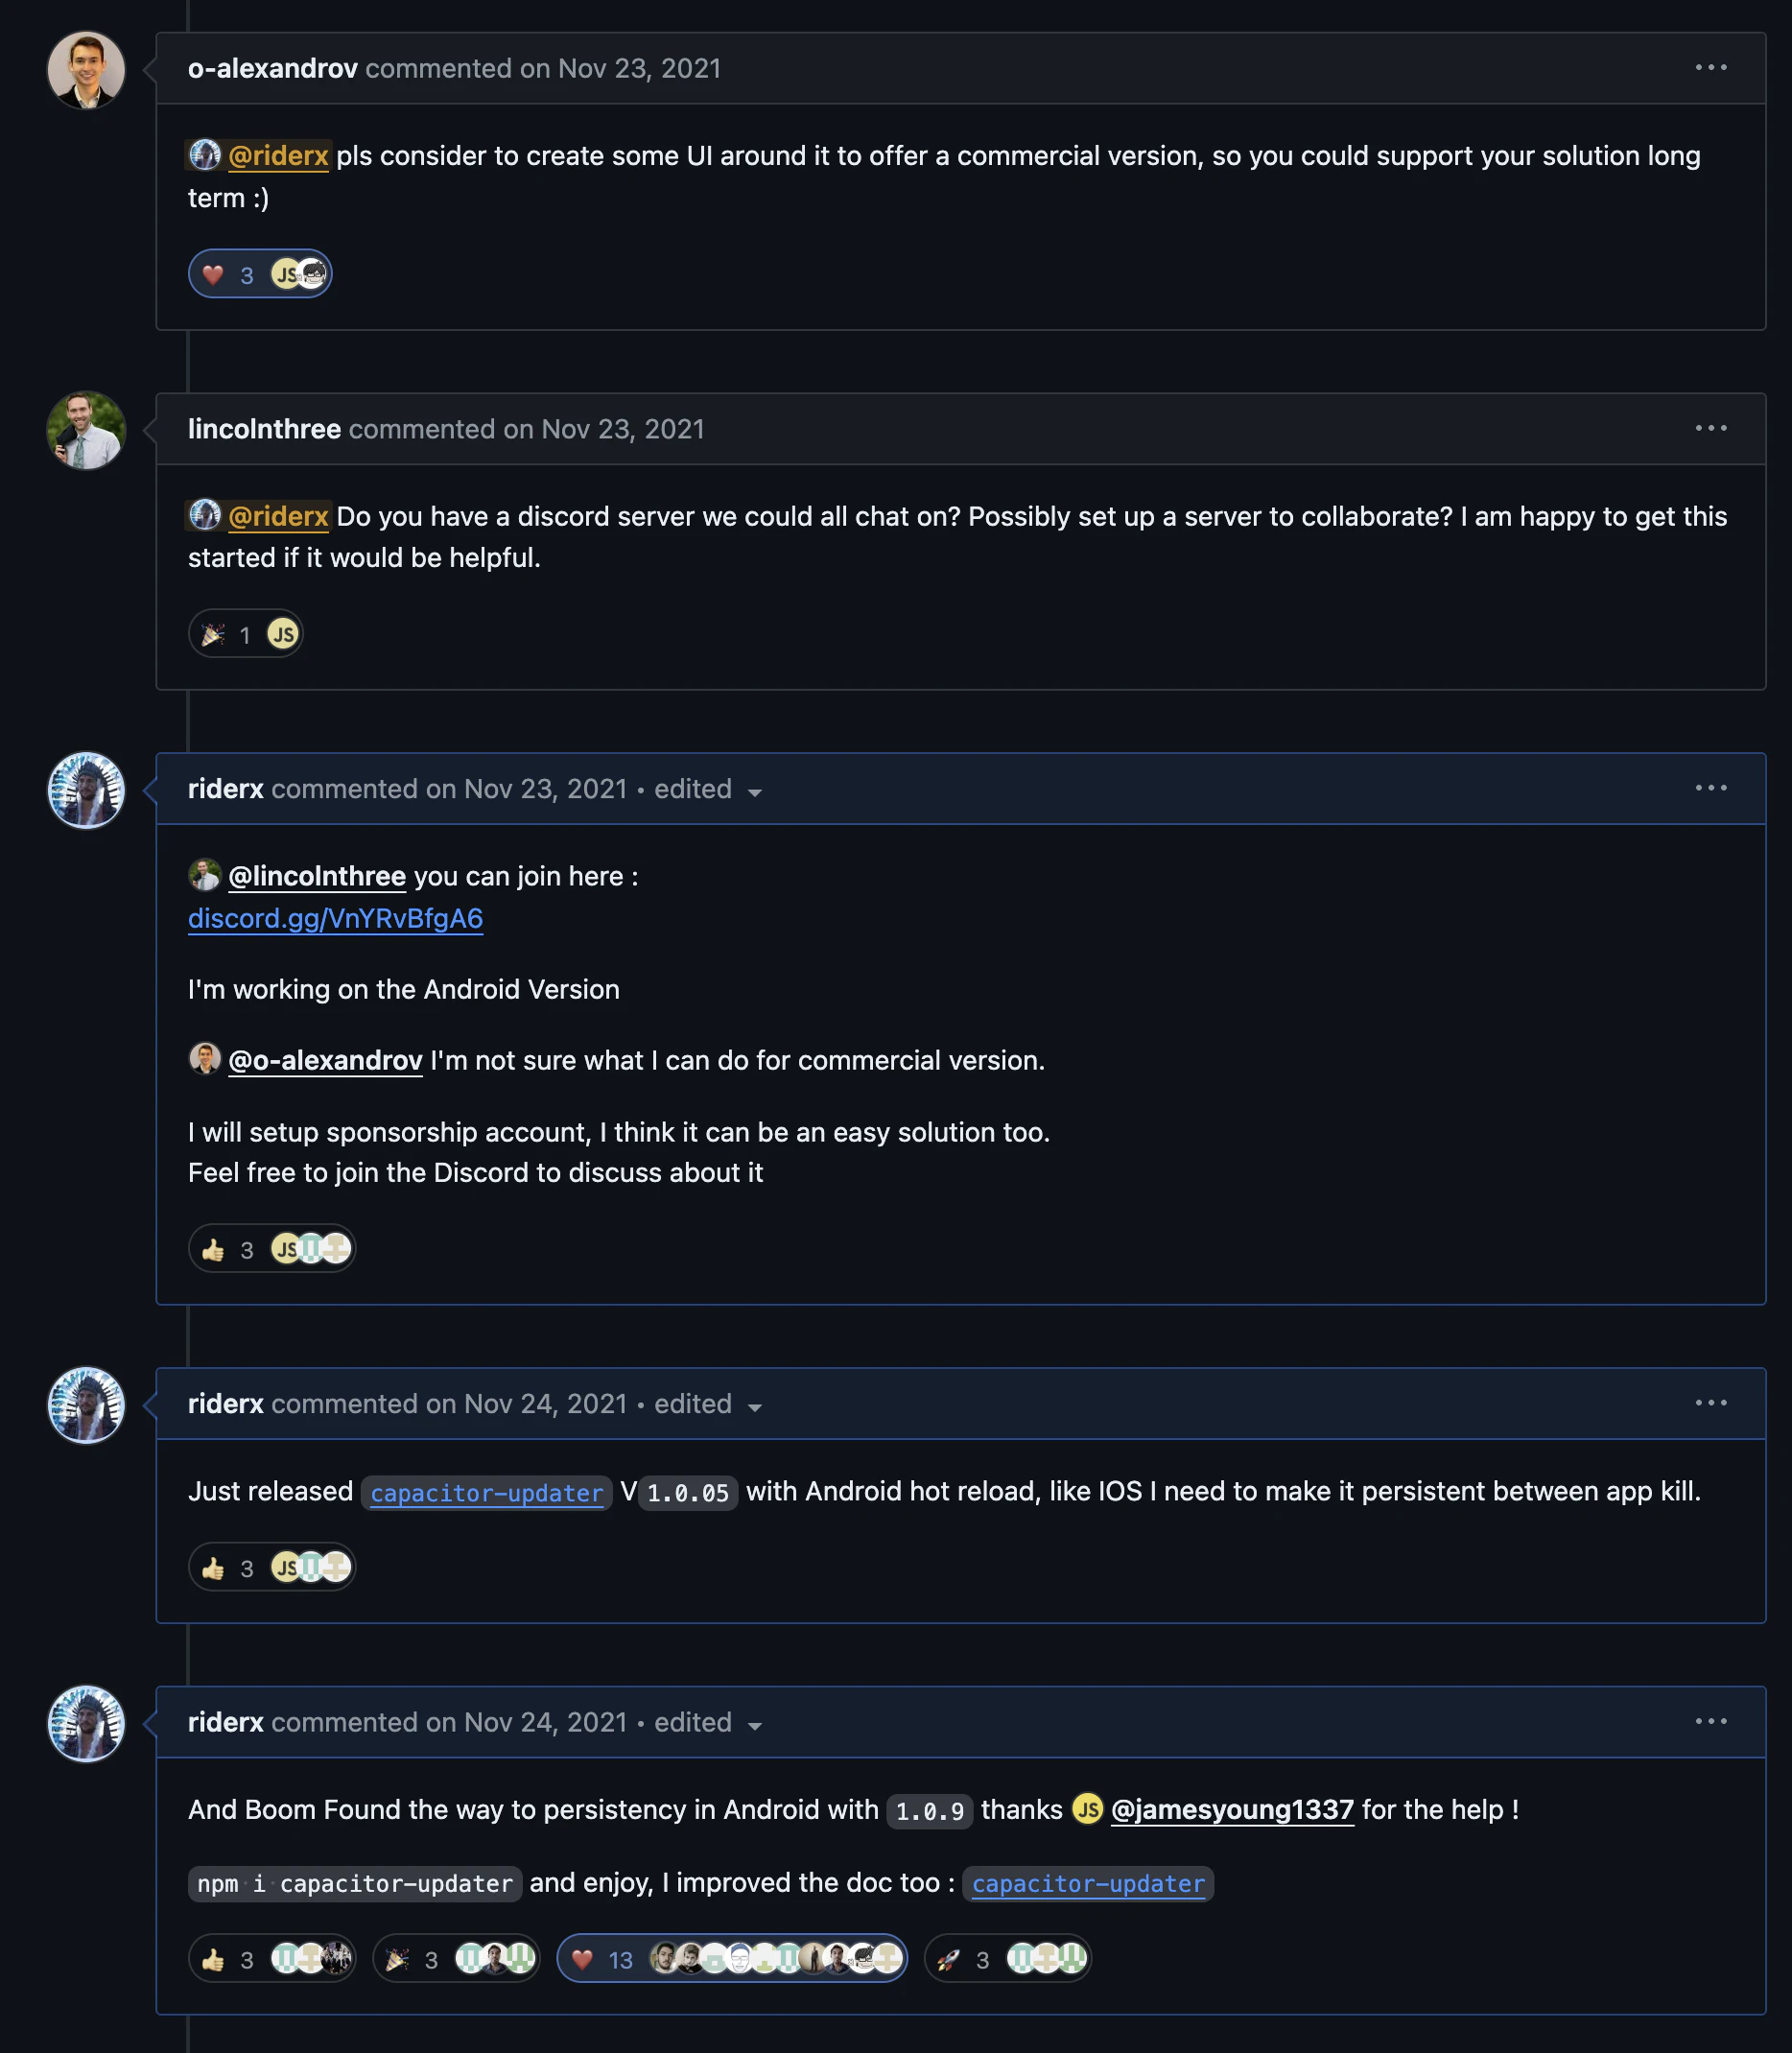 o-alexandrov commented on Nov 23, 2021
@riderx pls consider to create some UI around it to offer a commercial version, so you could support your solution long
term :)
3 JS
lincolnthree commented on Nov 23, 2021
@riderx Do you have a discord server we could all chat on? Possibly set up a server to collaborate? I am happy to get this
started if it would be helpful.
1 JS
riderx commented on Nov 23, 2021 • edited
@lincolnthree you can join here :
discord.gg/VnYRvBfgA6
I'm working on the Android Version
@o-alexandrov I'm not sure what I can do for commercial version.
I will setup sponsorship account, I think it can be an easy solution too.
Feel free to join the Discord to discuss about it
3 JS
riderx commented on Nov 24, 2021 • edited
Just released capacitor-updater V1.0.05 with Android hot reload, like IOS I need to make it persistent between app kill.
3 JS
riderx commented on Nov 24, 2021 • edited
And Boom Found the way to persistency in Android with 1.0.9 thanks JS @jamesyoung1337 for the help !
npm i capacitor-updater and enjoy, I improved the doc too : capacitor-updater
3 3 13 3